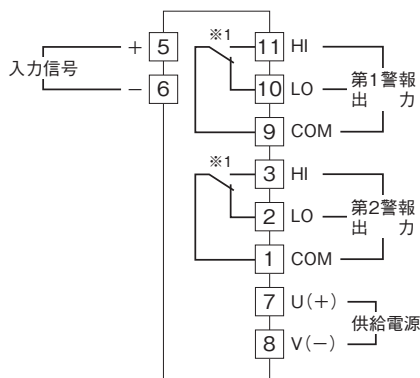 入力信号
+ 5
− 6
※1
11 HI
10 LO
9 COM
第1警報
出 力
※1
3 HI
2 LO
1 COM
第2警報
出 力
7 U(+)
8 V(−)
供給電源